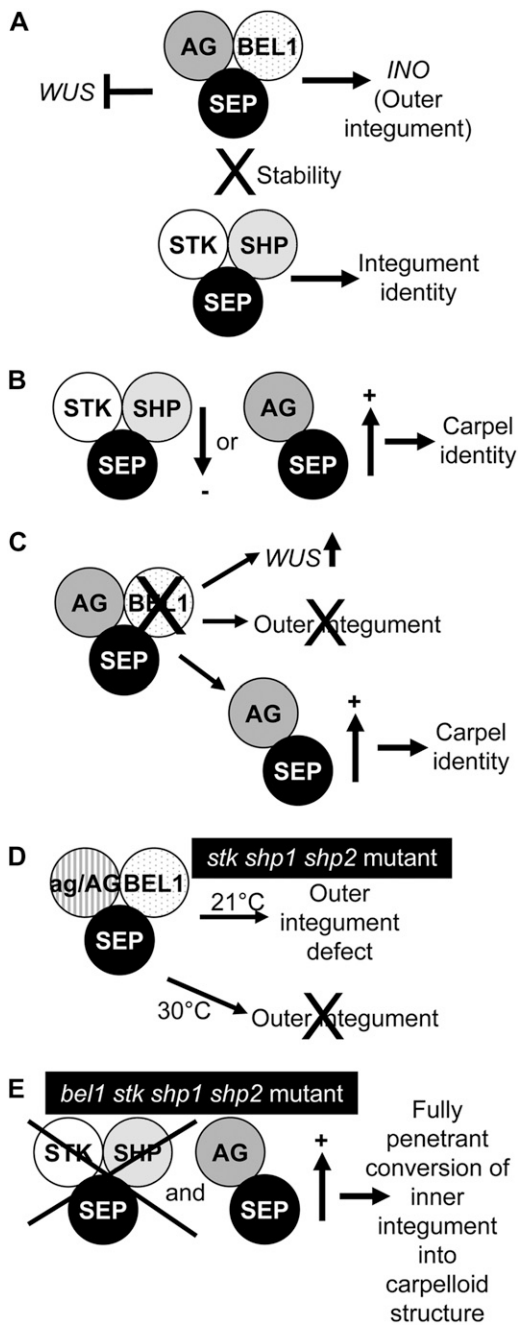 A
AG BEL1
SEP
WUS
INO
(Outer
integument)
Stability
STK SHP
SEP
Integument
identity
B
STK SHP
SEP
or
-
AG
SEP
+
Carpel
identity
C
AG BEL1
SEP
WUS
Outer integument
AG
SEP
+
Carpel
identity
D
stk shp1 shp2 mutant
ag/AG BEL1
SEP
21°C
Outer
integument
defect
30°C
Outer integument
E
bel1 stk shp1 shp2 mutant
STK SHP
SEP
and
AG
SEP
+
Fully
penetrant
conversion of
inner
integument
into
carpelloid
structure